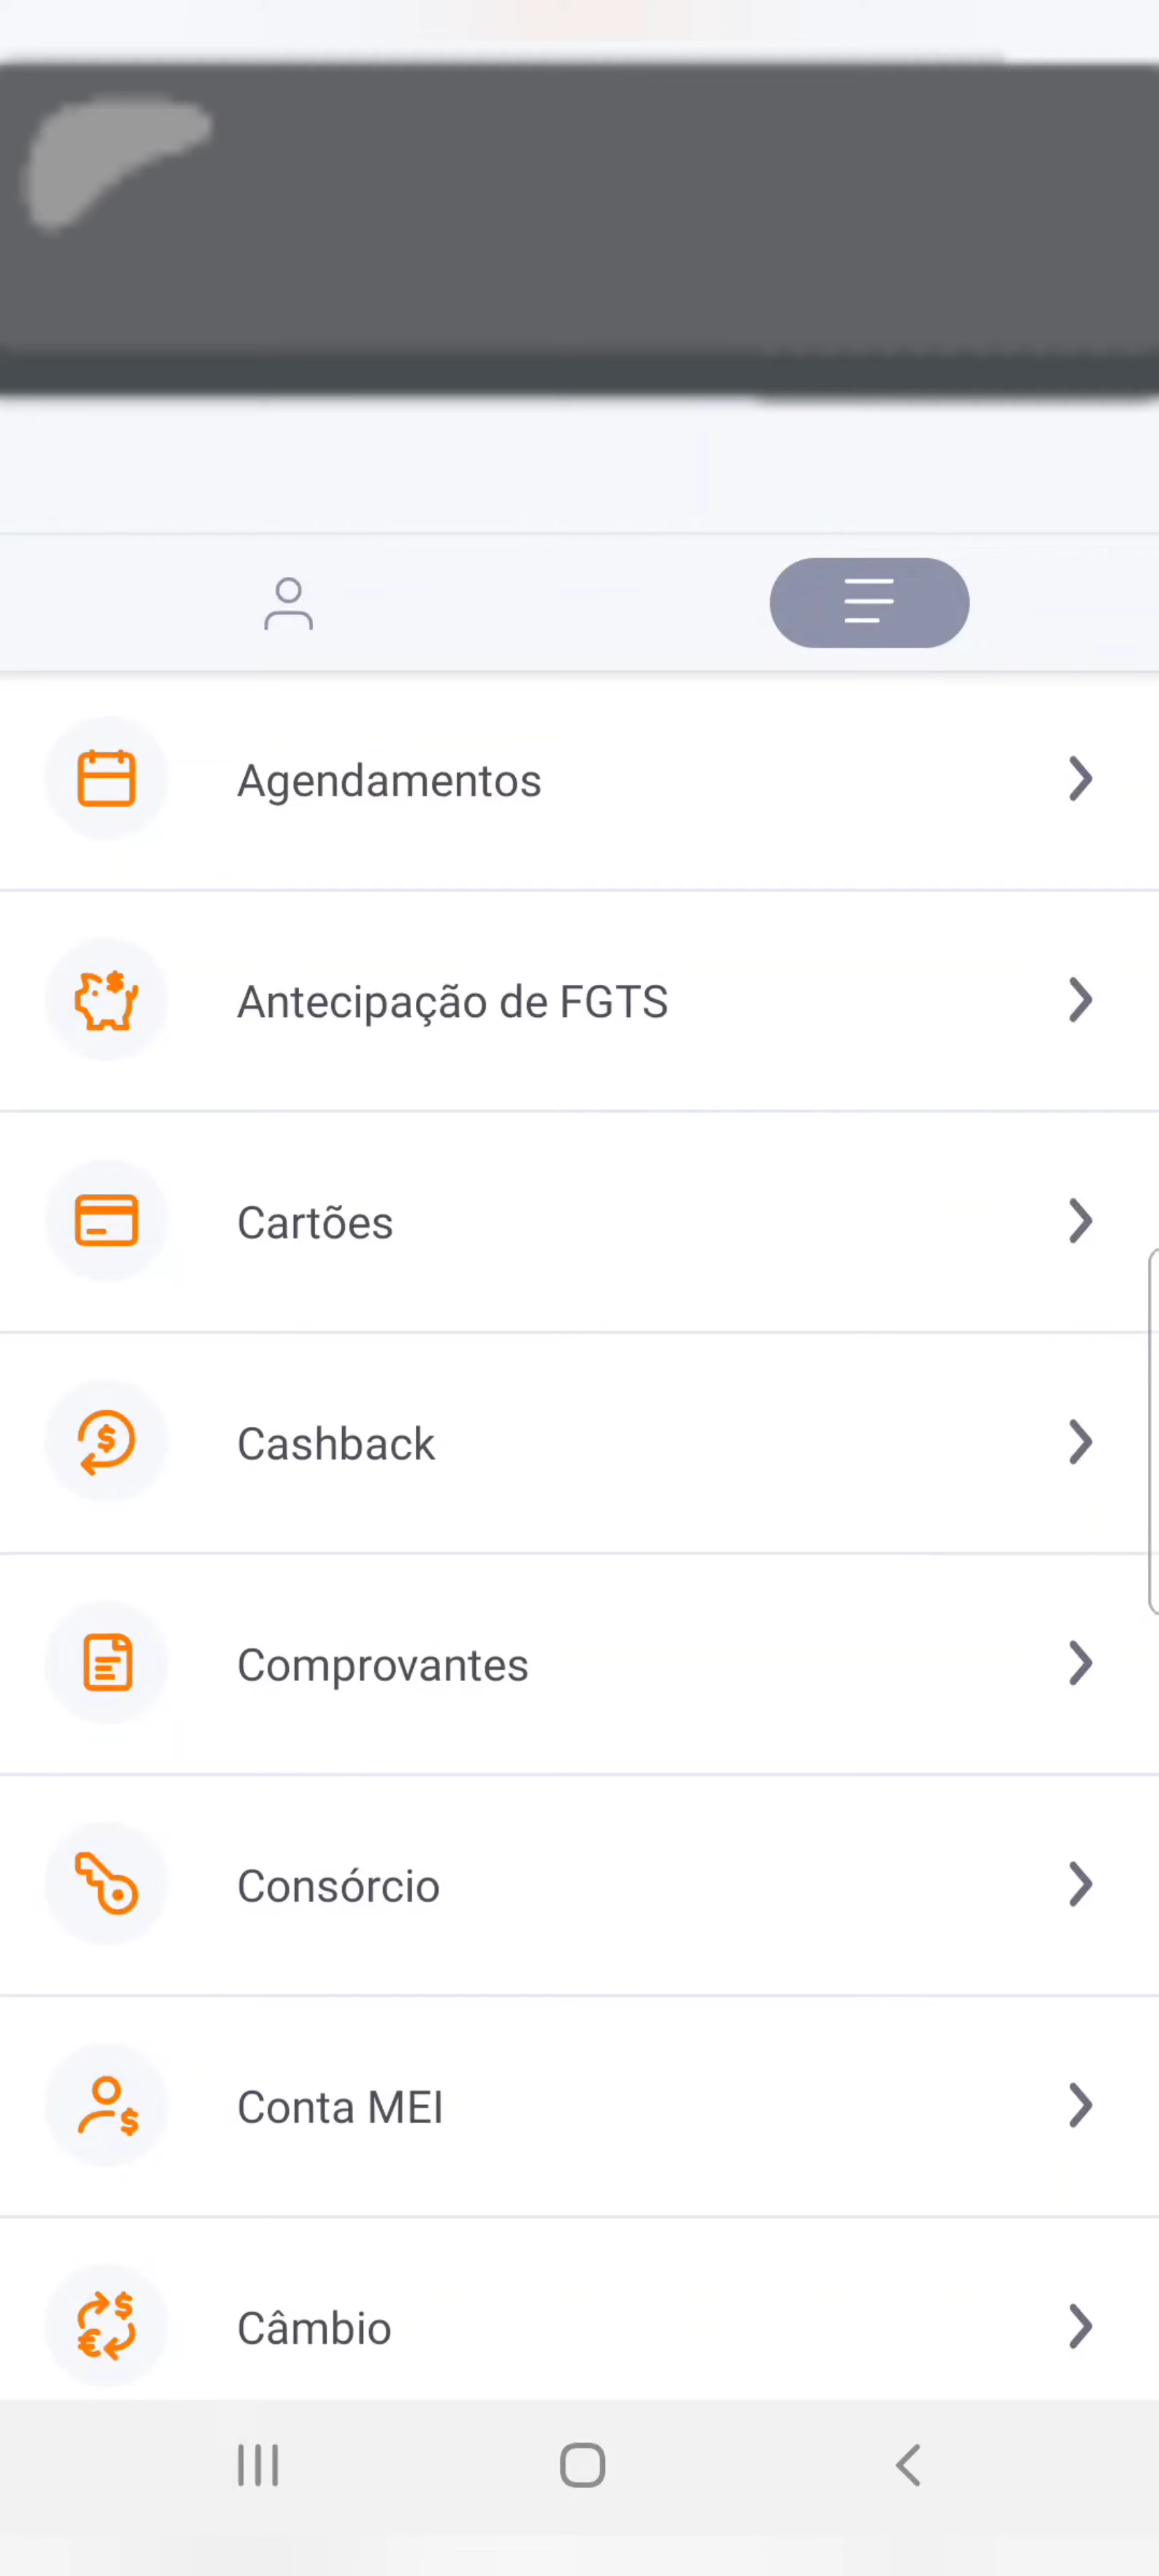 Agendamentos
Antecipação de FGTS
Cartões
Cashback
Comprovantes
Consórcio
Conta MEI
Câmbio